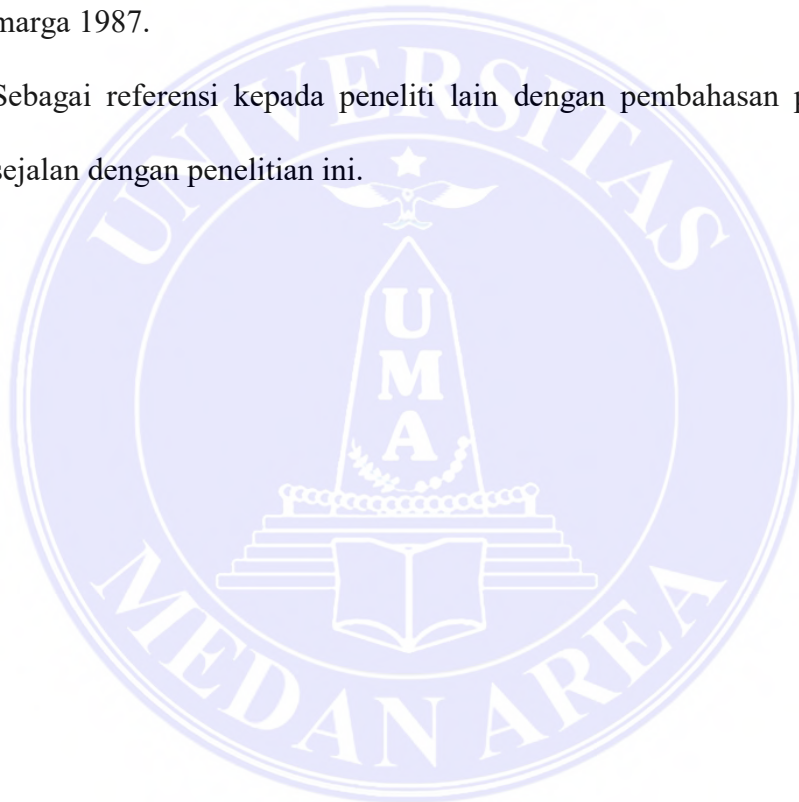 marga 1987.
Sebagai referensi kepada peneliti lain dengan pembahasan p
sejalan dengan penelitian ini.
UNIVERSITAS
UMA
MEDAN AREA